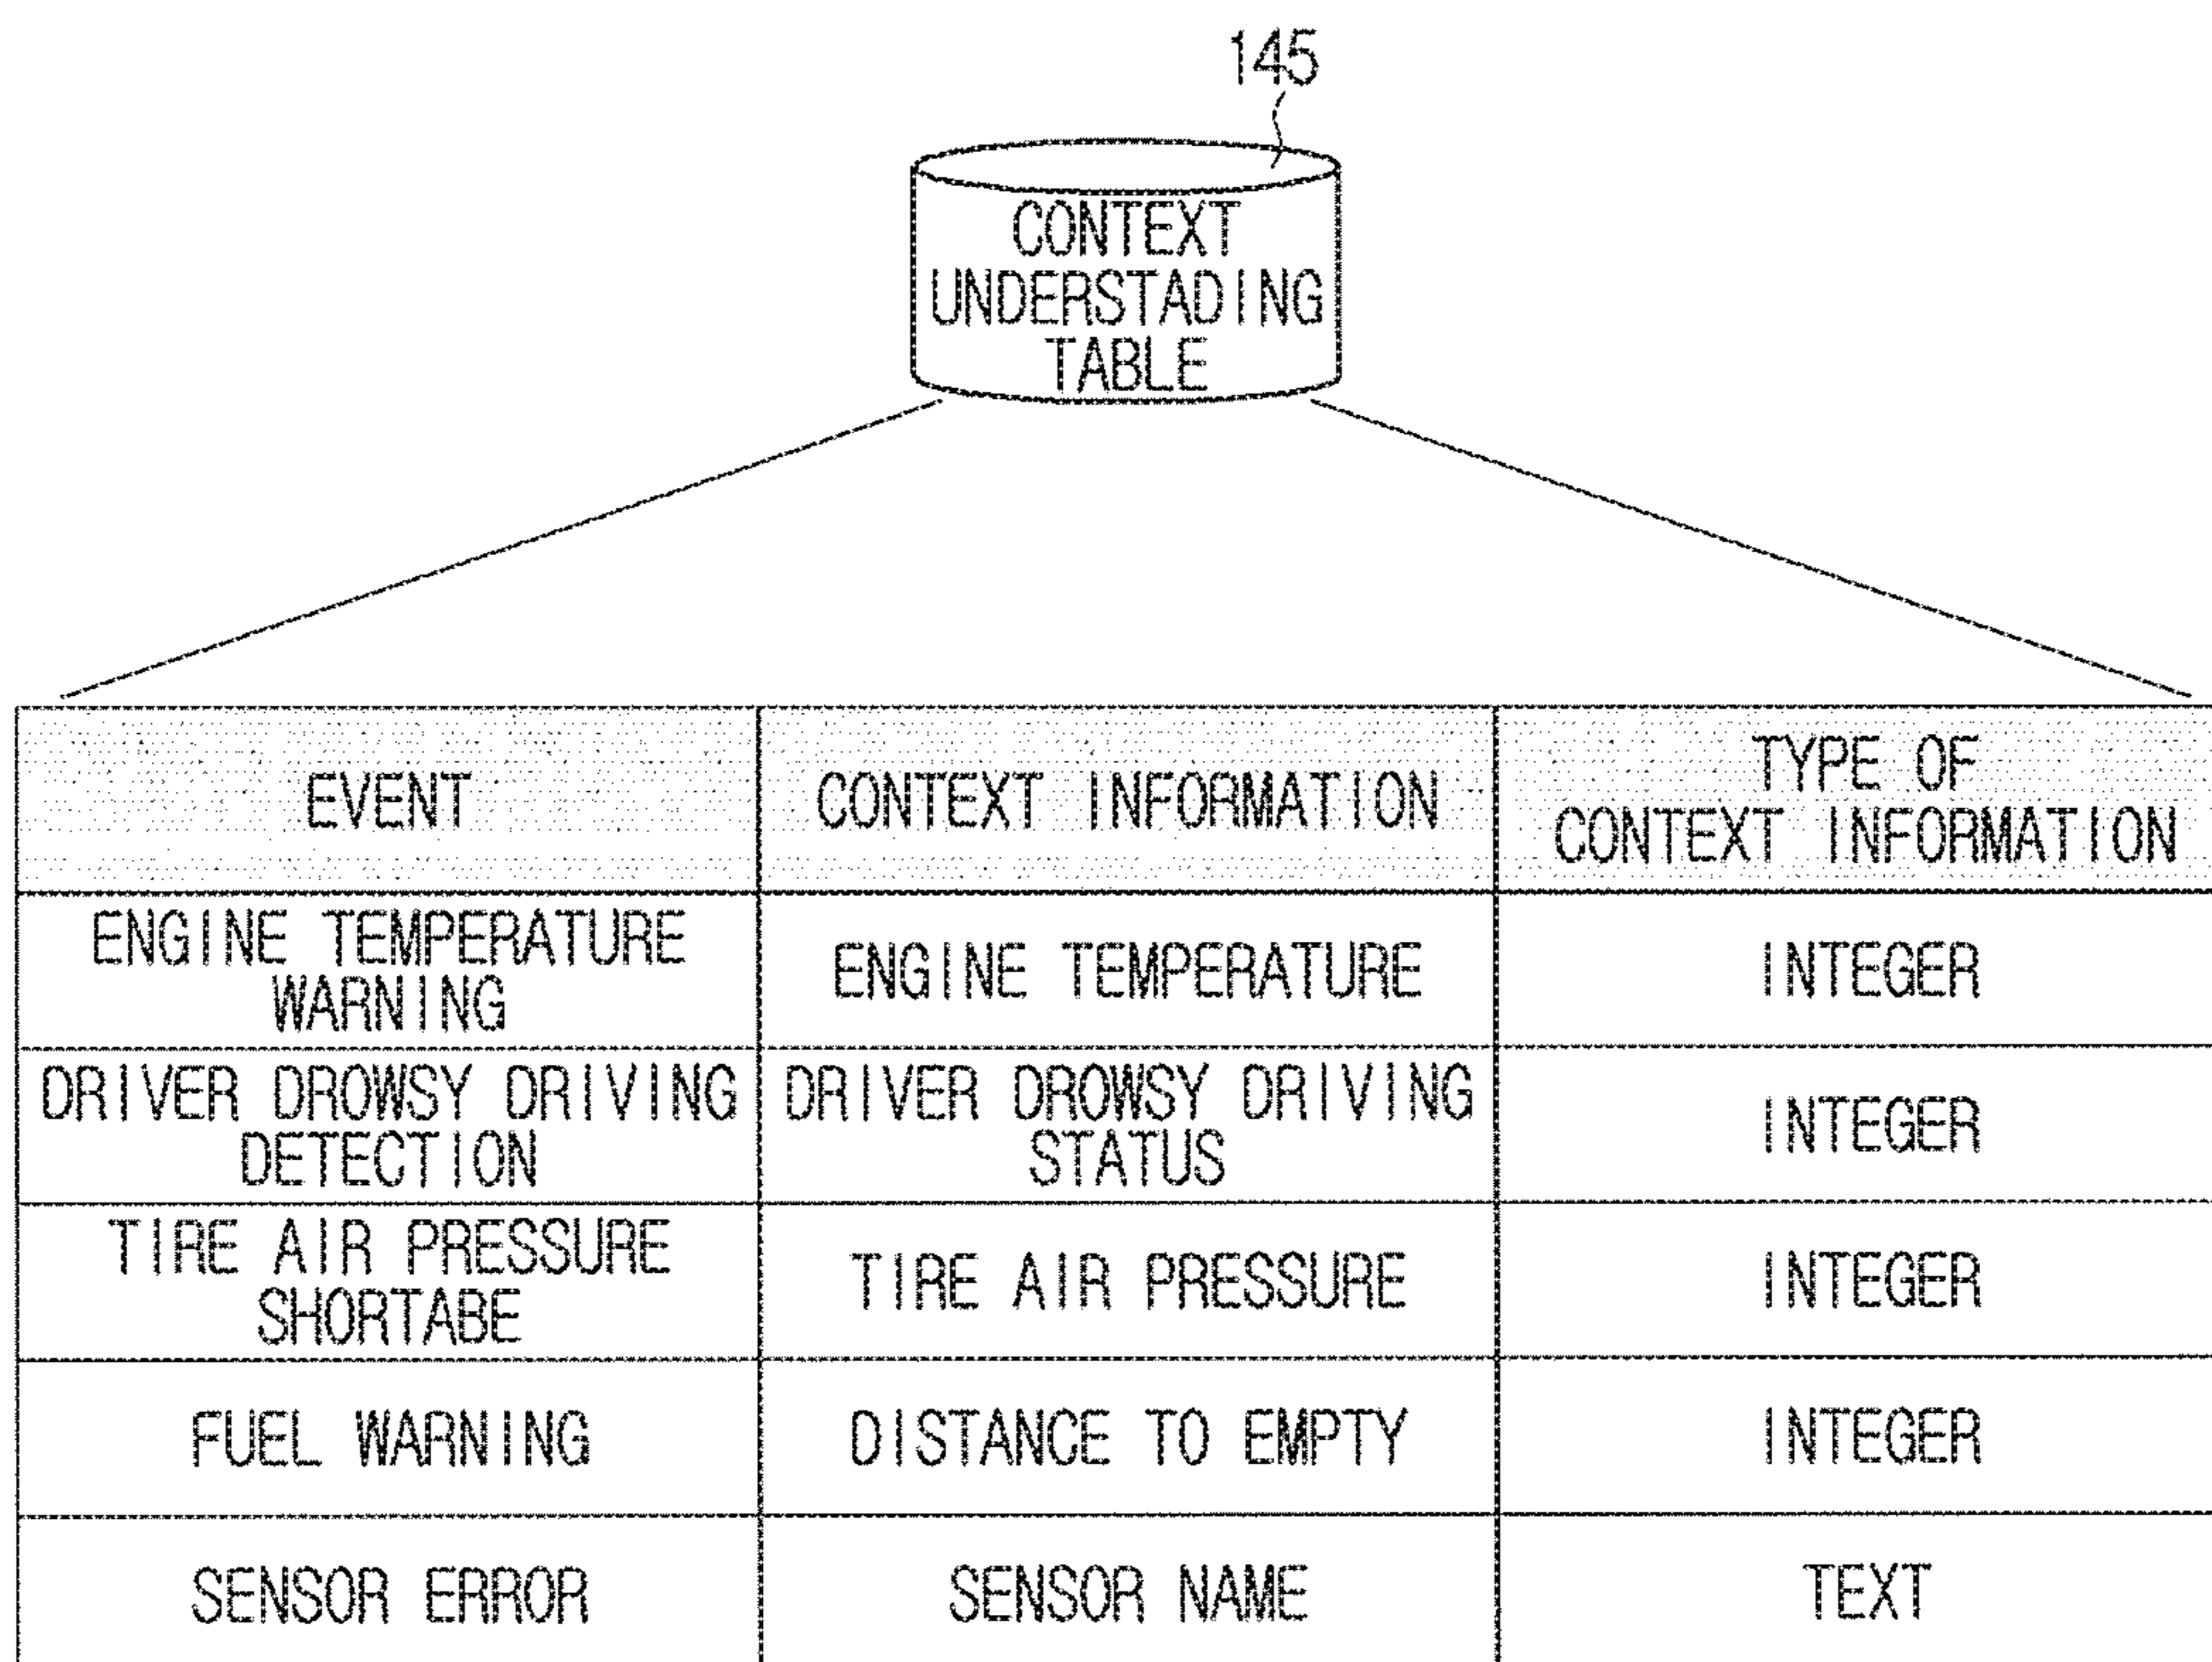 145
CONTEXT
UNDERSTADING
TABLE
EVENT
CONTEXT INFORMATION
TYPE OF
CONTEXT INFORMATION
ENGINE TEMPERATURE
WARNING
ENGINE TEMPERATURE
INTEGER
DRIVER DROWSY DRIVING
DETECTION
DRIVER DROWSY DRIVING
STATUS
INTEGER
TIRE AIR PRESSURE
SHORTABE
TIRE AIR PRESSURE
INTEGER
FUEL WARNING
DISTANCE TO EMPTY
INTEGER
SENSOR ERROR
SENSOR NAME
TEXT